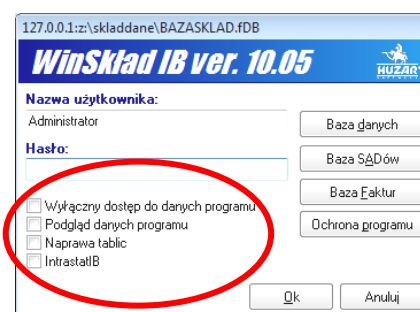 127.0.0.1:z:\skladdane\BAZASKLAD.fDB
WinSkład IB ver. 10.05
HUZAR
Nazwa użytkownika:
Administrator
Baza danych
Hasło:
Baza SADów
Baza Faktur
Wyłączny dostęp do danych programu
Podgląd danych programu
Ochrona programu
Naprawa tablic
IntrastatIB
Ok
Anuluj